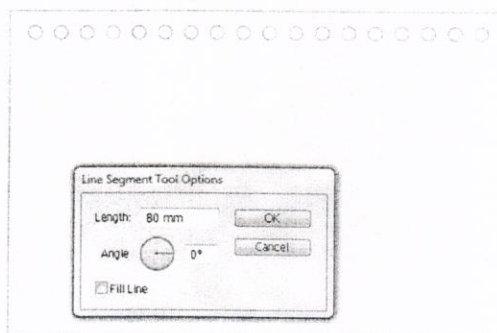 Line Segment Tool Options
Length: 80 mm OK
Angle 0° Cancel
Fill Line